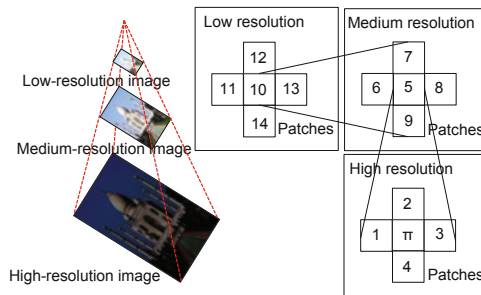 Low-resolution image
Medium-resolution image
High-resolution image
Low resolution
12
11 10 13
14
Patches
Medium resolution
7
6 5 8
9
Patches
High resolution
2
1 π 3
4
Patches